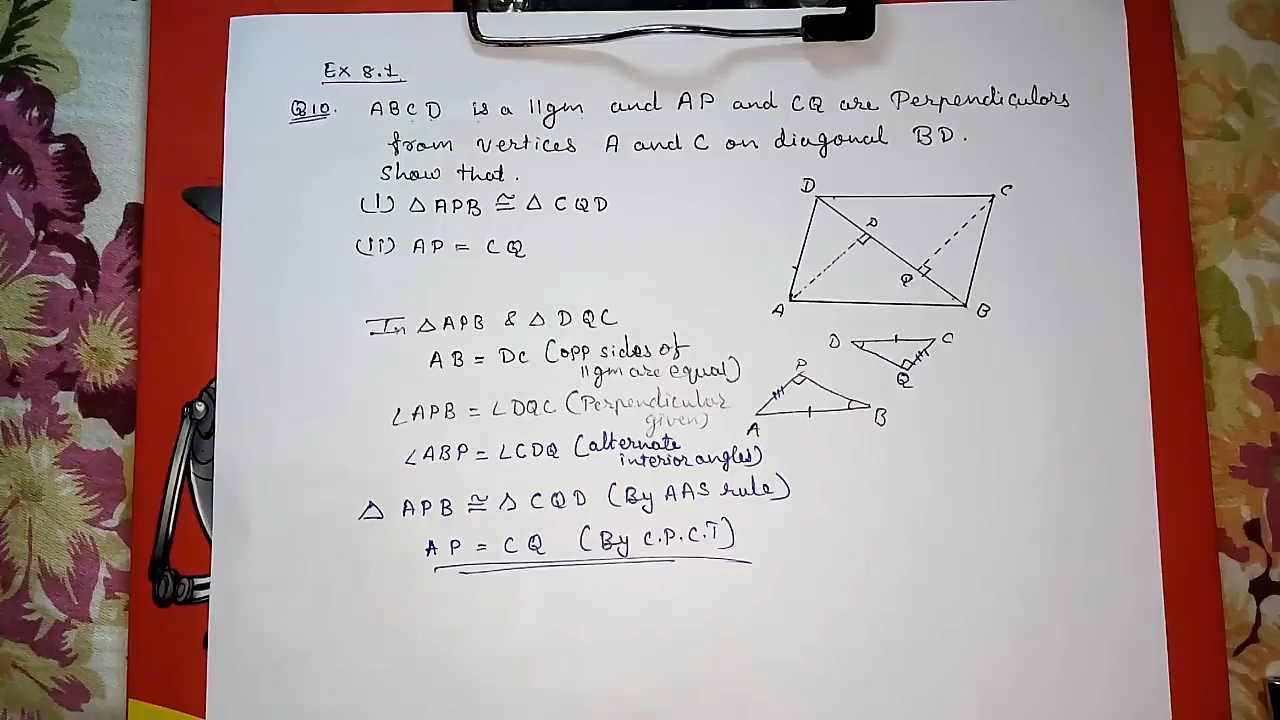 Ex 8.1
Q10. ABCD is a ||gm and AP and CQ are Perpendiculars
from vertices A and C on diagonal BD.
Show that.
(i) △ APB ≅ △ CQD
(ii) AP = CQ
D C
P
Q
A B
In △APB & △ DQC
AB = DC (opp sides of
||gm are equal)
∠APB = ∠DQC (Perpendicular
given)
∠ABP = ∠CDQ (alternate
interior angles)
△ APB ≅ △ CQD (By AAS rule)
AP = CQ (By C.P.C.T)
D C
Q
P
A B